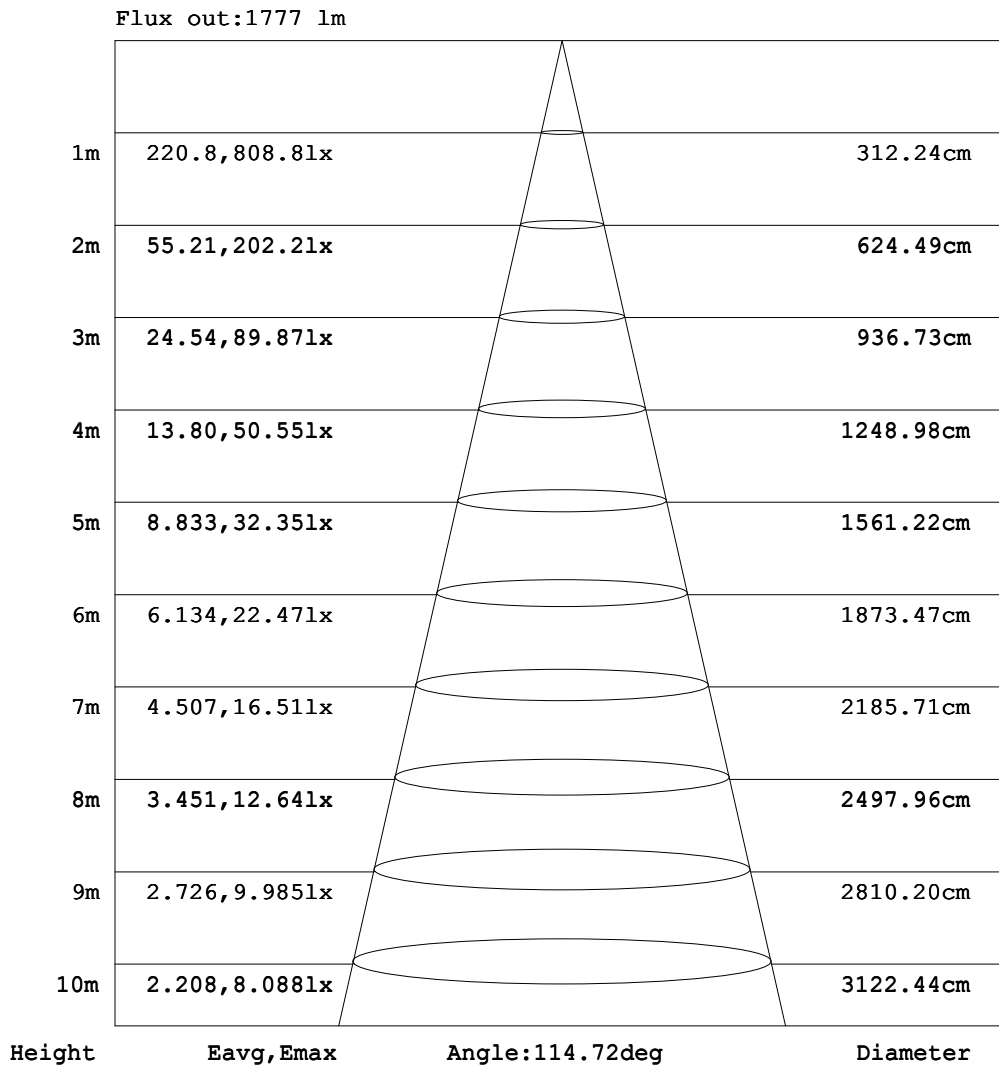 Flux out:1777 lm
1m 220.8,808.8lx 312.24cm
2m 55.21,202.2lx 624.49cm
3m 24.54,89.87lx 936.73cm
4m 13.80,50.55lx 1248.98cm
5m 8.833,32.35lx 1561.22cm
6m 6.134,22.47lx 1873.47cm
7m 4.507,16.51lx 2185.71cm
8m 3.451,12.64lx 2497.96cm
9m 2.726,9.985lx 2810.20cm
10m 2.208,8.088lx 3122.44cm
Height Eavg,Emax Angle:114.72deg Diameter